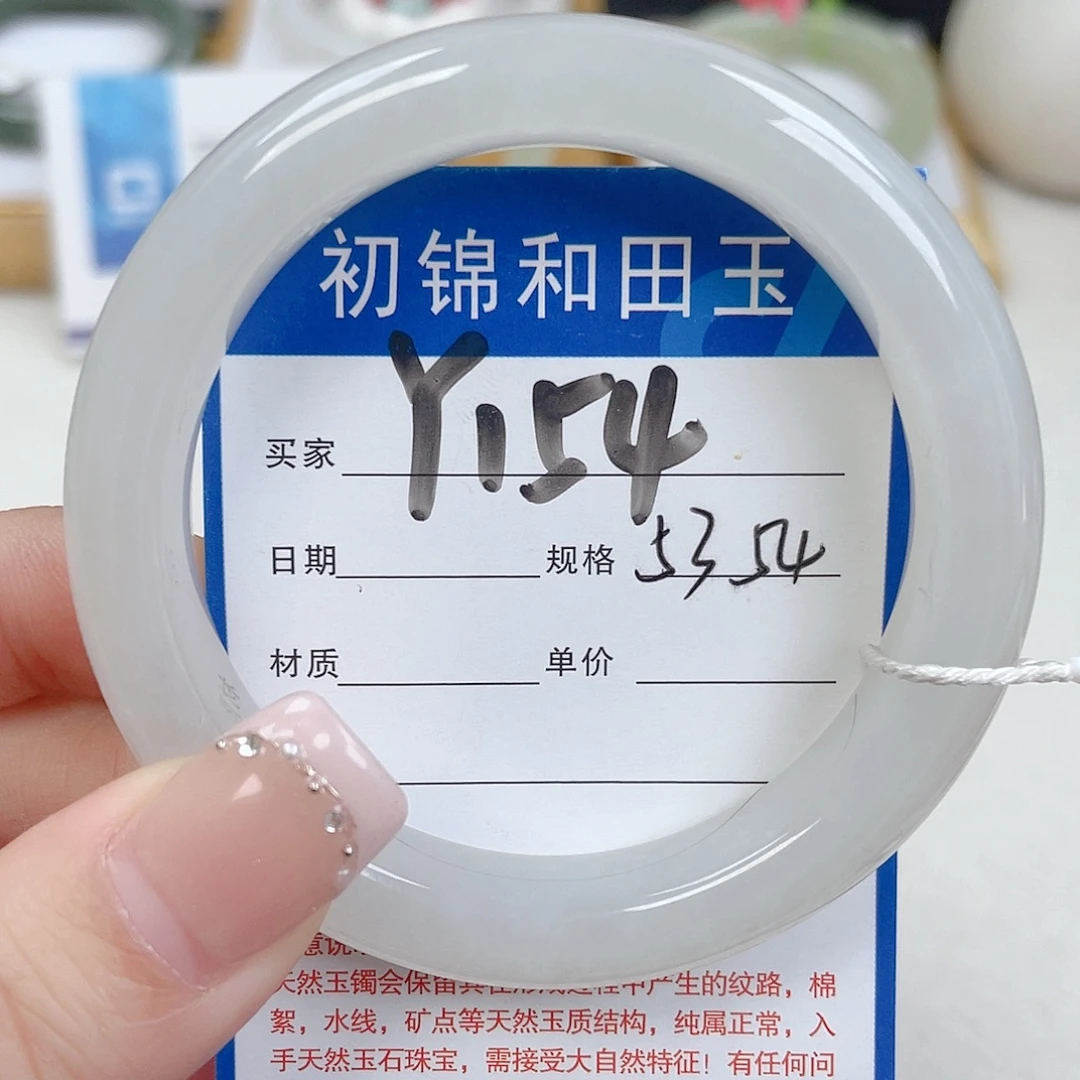 初锦和田玉
买家 Y154
日期 规格 53 54
材质 单价
天然玉镯会保留其在形成过程中产生的纹路，棉
絮，水线，矿点等天然玉质结构，纯属正常，入
手天然玉石珠宝，需接受大自然特征！有任何问